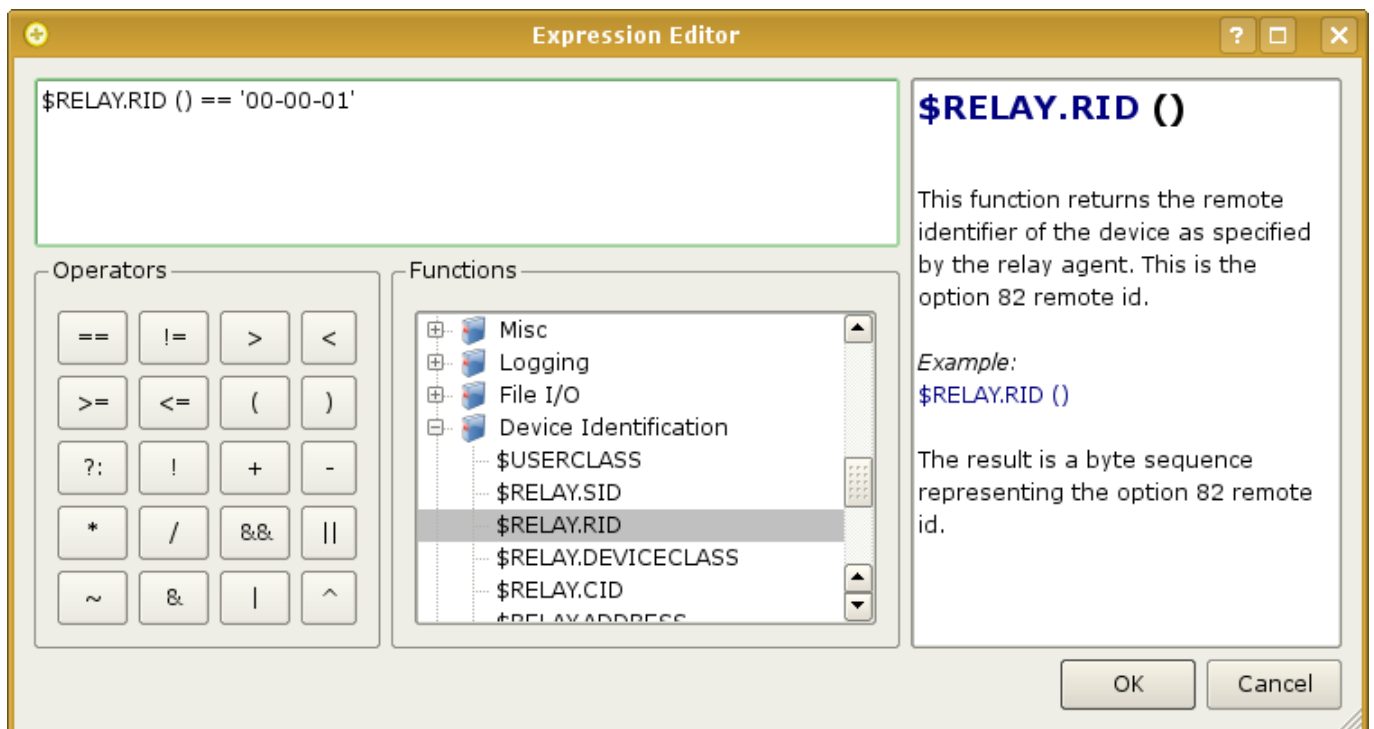 Expression Editor
?
$RELAY.RID () == '00-00-01'
Operators
== != > <
>= <= ( )
?: ! + -
* / && ||
~ & | ^
Functions
Misc
Logging
File I/O
Device Identification
$USERCLASS
$RELAY.SID
$RELAY.RID
$RELAY.DEVICECLASS
$RELAY.CID
$RELAY.ADDRESS
$RELAY.RID ()
This function returns the remote
identifier of the device as specified
by the relay agent. This is the
option 82 remote id.
Example:
$RELAY.RID ()
The result is a byte sequence
representing the option 82 remote
id.
OK Cancel